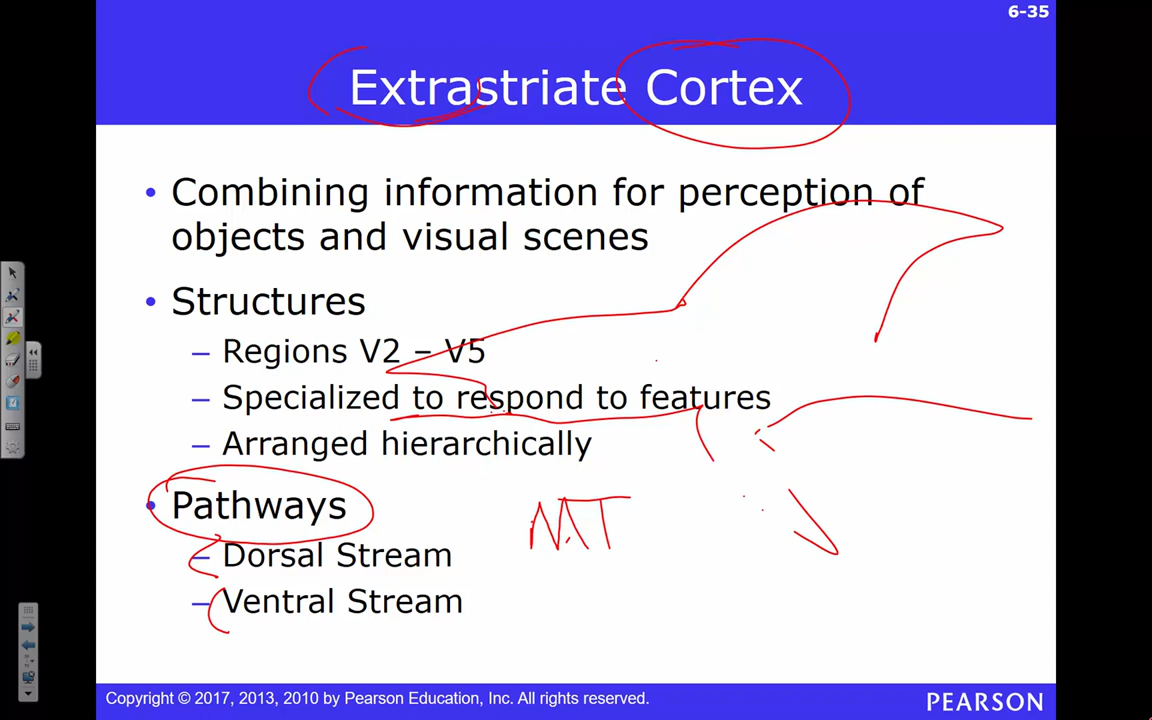 6-35
Extrastriate Cortex
• Combining information for perception of
objects and visual scenes
• Structures
– Regions V2 – V5
– Specialized to respond to features
– Arranged hierarchically
• Pathways
– Dorsal Stream
– Ventral Stream
Copyright © 2017, 2013, 2010 by Pearson Education, Inc. All rights reserved.
PEARSON